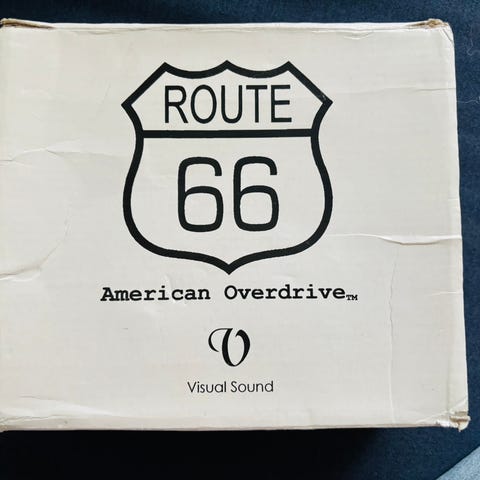 ROUTE
66
American Overdrive™
V
Visual Sound